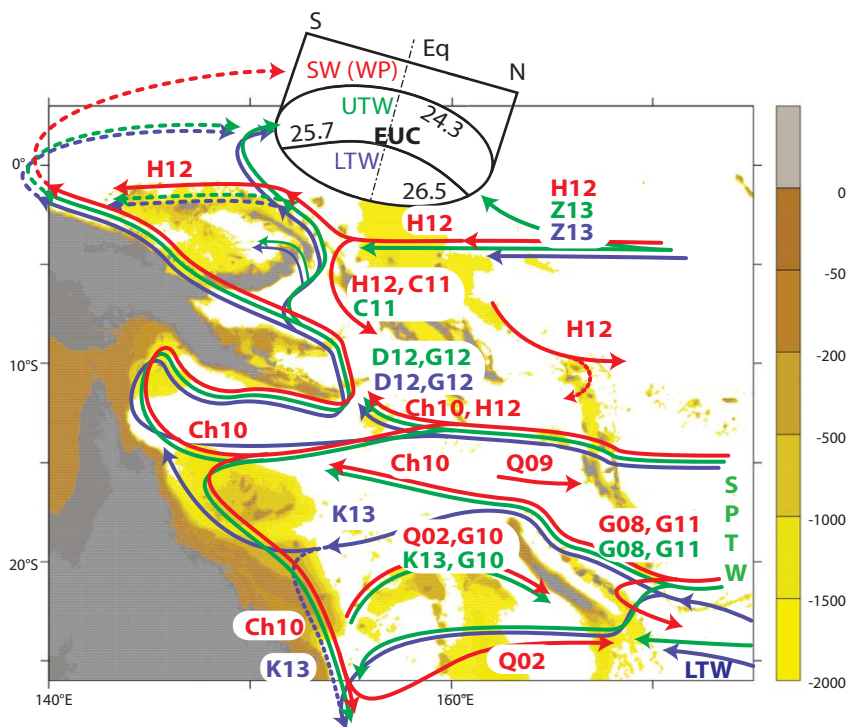 S
Eq
N
SW (WP)
UTW
24.3
25.7
EUC
LTW
26.5
0°
H12
H12
H12
Z13
Z13
H12, C11
C11
H12
10°S
D12,G12
D12,G12
Ch10, H12
Ch10
Ch10
Q09
S
P
T
W
K13
Q02,G10
K13, G10
G08, G11
G08, G11
20°S
Ch10
K13
Q02
LTW
140°E
160°E
0
-50
-200
-500
-1000
-1500
-2000